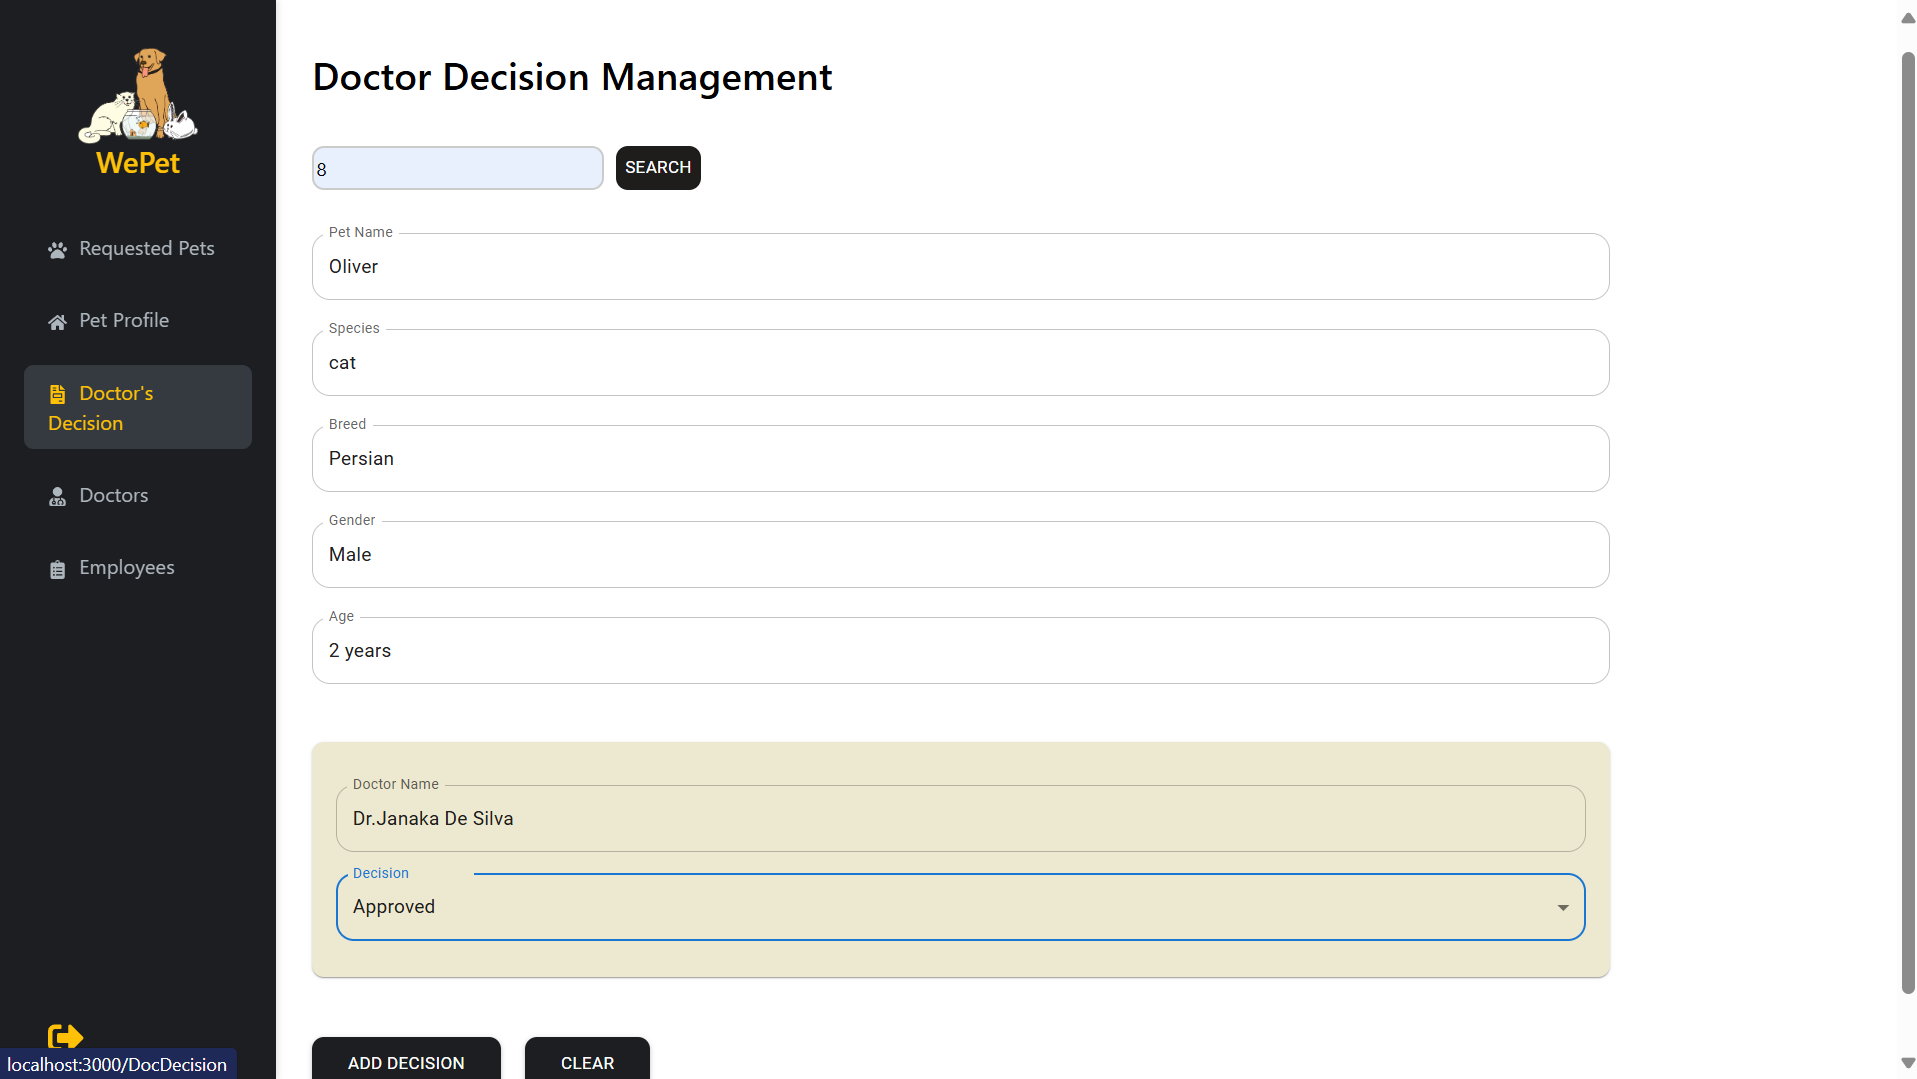 WePet
Requested Pets
Pet Profile
Doctor's
Decision
Doctors
Employees
localhost:3000/DocDecision
Doctor Decision Management
8
SEARCH
Pet Name
Oliver
Species
cat
Breed
Persian
Gender
Male
Age
2 years
Doctor Name
Dr.Janaka De Silva
Decision
Approved
ADD DECISION
CLEAR